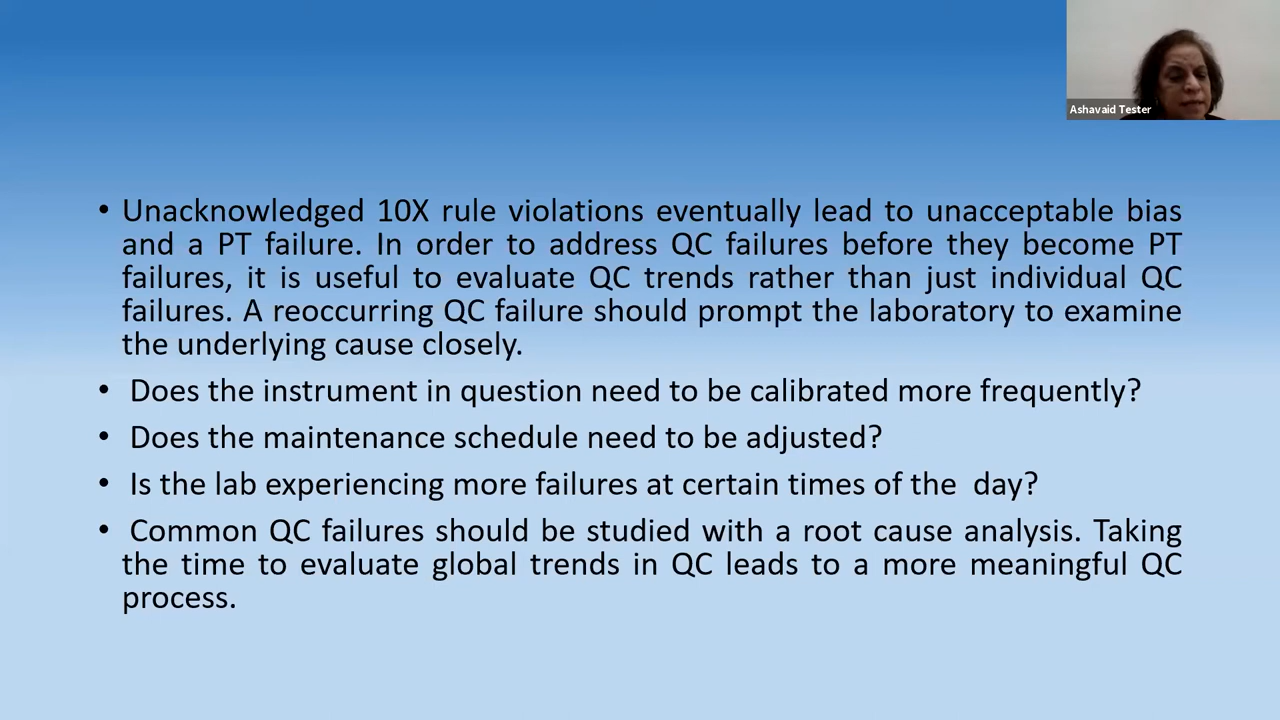 Ashavaid Tester
• Unacknowledged 10X rule violations eventually lead to unacceptable bias
and a PT failure. In order to address QC failures before they become PT
failures, it is useful to evaluate QC trends rather than just individual QC
failures. A reoccurring QC failure should prompt the laboratory to examine
the underlying cause closely.
• Does the instrument in question need to be calibrated more frequently?
• Does the maintenance schedule need to be adjusted?
• Is the lab experiencing more failures at certain times of the day?
• Common QC failures should be studied with a root cause analysis. Taking
the time to evaluate global trends in QC leads to a more meaningful QC
process.